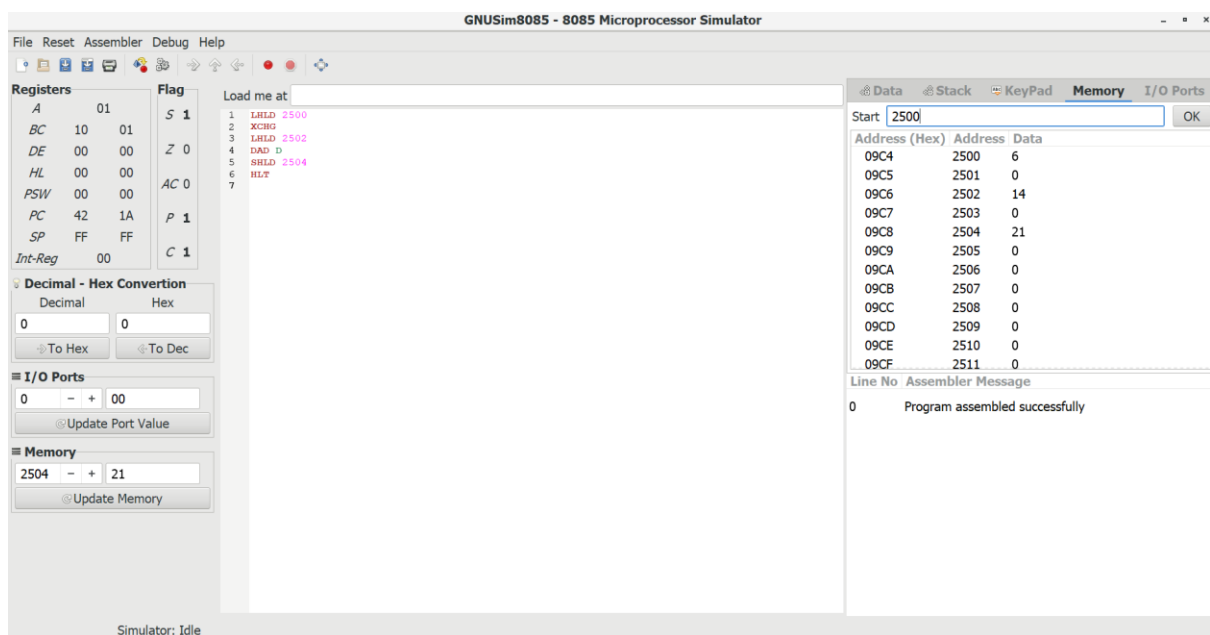 GNUSim8085 - 8085 Microprocessor Simulator
File Reset Assembler Debug Help
Registers
A 01
BC 10 01
DE 00 00
HL 00 00
PSW 00 00
PC 42 1A
SP FF FF
Int-Reg 00
Flag
S 1
Z 0
AC 0
P 1
C 1
Decimal - Hex Convertion
Decimal Hex
0 0
To Hex To Dec
I/O Ports
0 - + 00
Update Port Value
Memory
2504 - + 21
Update Memory
Load me at
1 LHLD 2500
2 XCHG
3 LHLD 2502
4 DAD D
5 SHLD 2504
6 HLT
7
Data Stack KeyPad Memory I/O Ports
Start 2500 OK
Address (Hex) Address Data
09C4 2500 6
09C5 2501 0
09C6 2502 14
09C7 2503 0
09C8 2504 21
09C9 2505 0
09CA 2506 0
09CB 2507 0
09CC 2508 0
09CD 2509 0
09CE 2510 0
09CF 2511 0
Line No Assembler Message
0 Program assembled successfully
Simulator: Idle